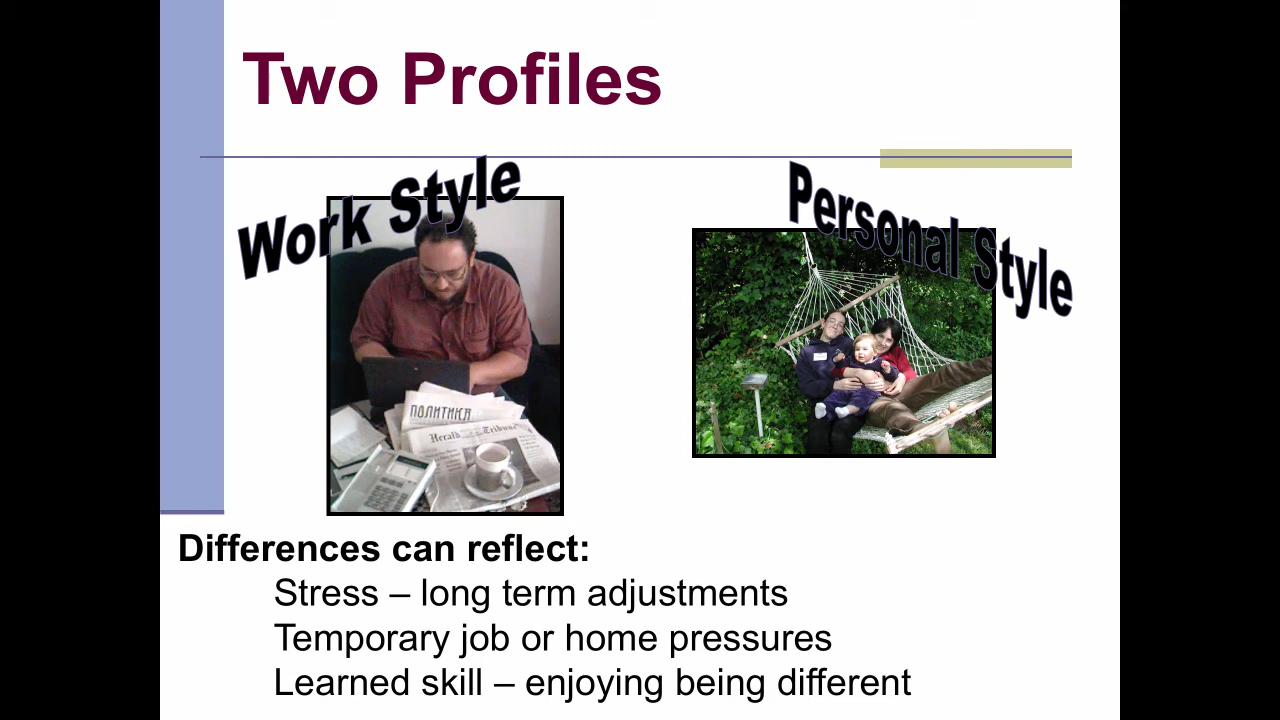 Two Profiles
Work Style
Personal Style
ПОЛИТИКА
Herald Tribune
Differences can reflect:
Stress – long term adjustments
Temporary job or home pressures
Learned skill – enjoying being different